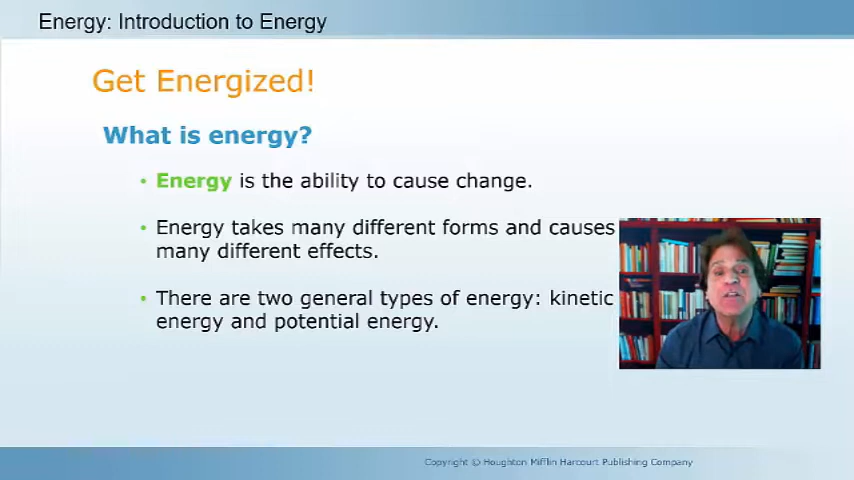 Energy: Introduction to Energy
Get Energized!
What is energy?
• Energy is the ability to cause change.
• Energy takes many different forms and causes
many different effects.
• There are two general types of energy: kinetic
energy and potential energy.
Copyright © Houghton Mifflin Harcourt Publishing Company